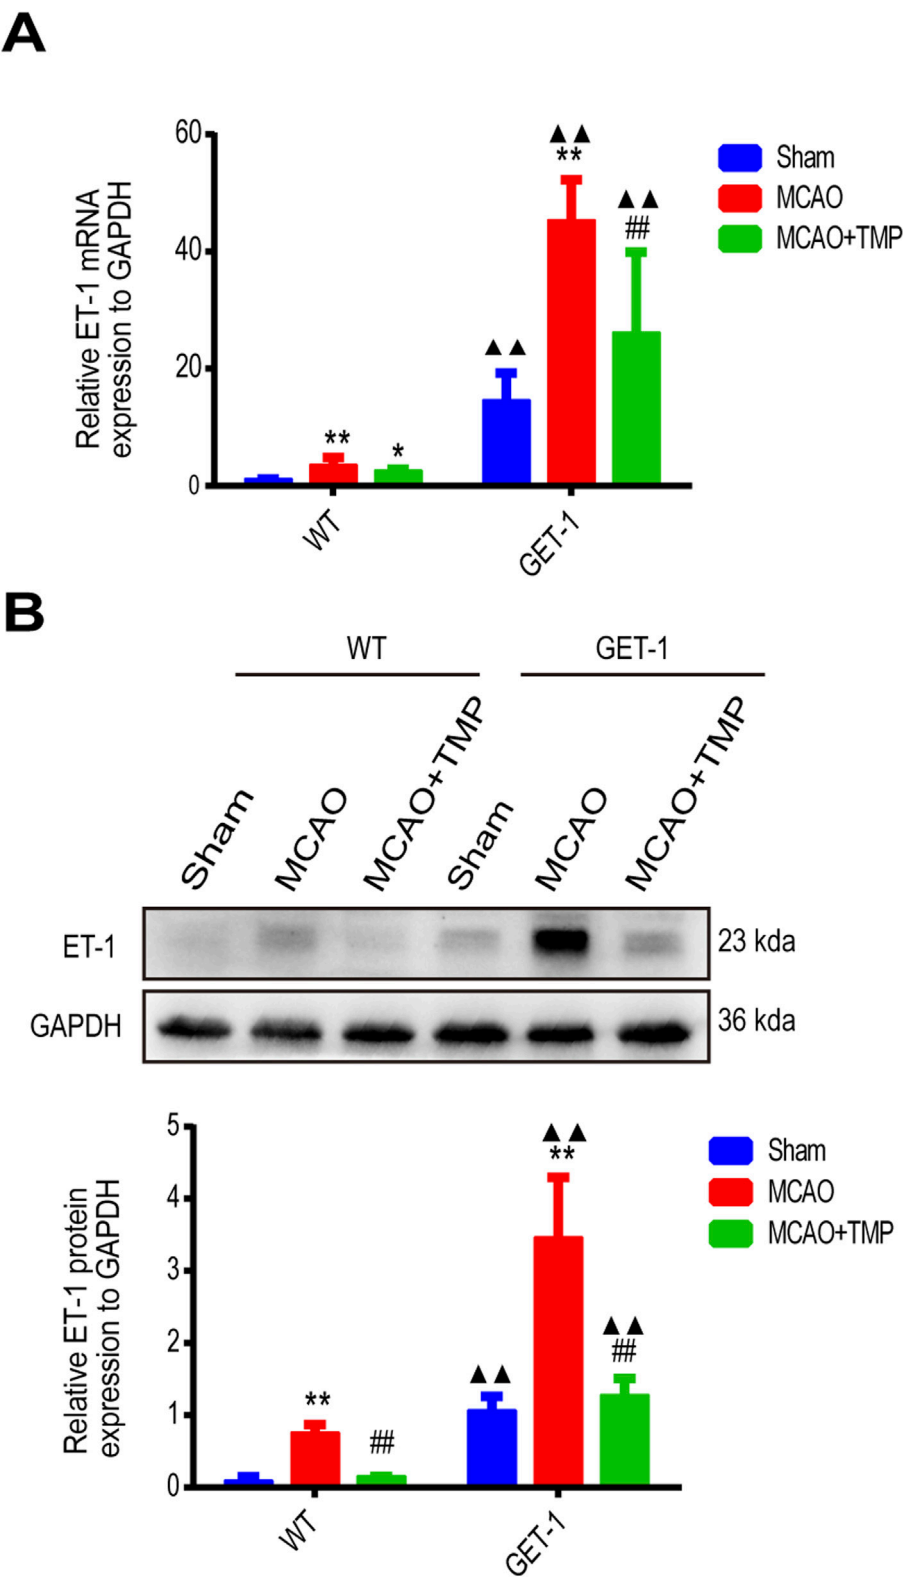 A
Relative ET-1 mRNA
expression to GAPDH
60
40
20
0
▲▲
**
▲▲
##
▲▲
**
*
WT
GET-1
Sham
MCAO
MCAO+TMP
B
WT
GET-1
Sham
MCAO
MCAO+TMP
Sham
MCAO
MCAO+TMP
ET-1
23 kda
GAPDH
36 kda
Relative ET-1 protein
expression to GAPDH
5
4
3
2
1
0
▲▲
**
▲▲
##
▲▲
**
##
WT
GET-1
Sham
MCAO
MCAO+TMP